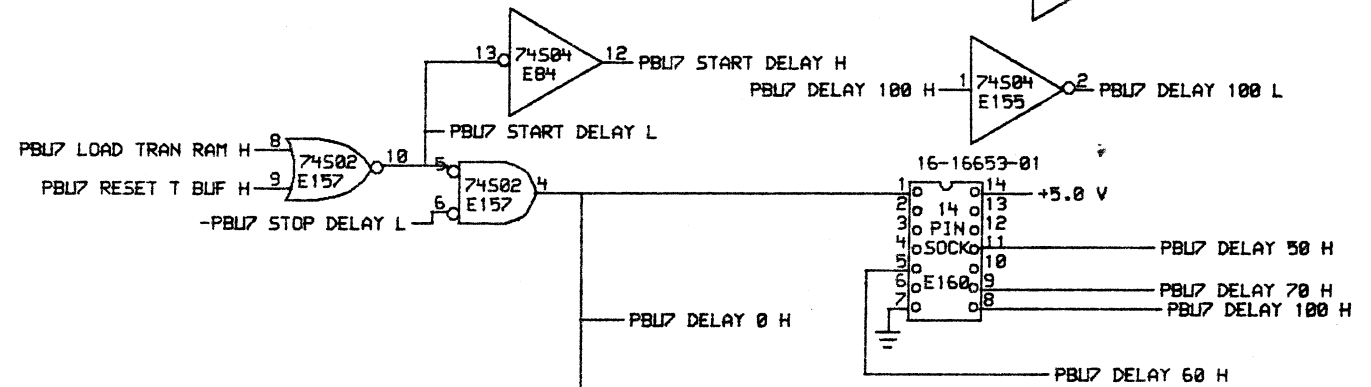 13 74S04 12 PBU7 START DELAY H
E84
PBU7 DELAY 100 H 1 74S04 2 PBU7 DELAY 100 L
E155
PBU7 START DELAY L
PBU7 LOAD TRAN RAM H 8 74S02 10
PBU7 RESET T BUF H 9 E157
5 74S02 4
-PBU7 STOP DELAY L 6 E157
16-16653-01
1 14 +5.0 V
2 14 13
3 PIN 12
4 SOCK 11 PBU7 DELAY 50 H
5 10
6 E160 9 PBU7 DELAY 70 H
7 8 PBU7 DELAY 100 H
PBU7 DELAY 0 H
PBU7 DELAY 60 H